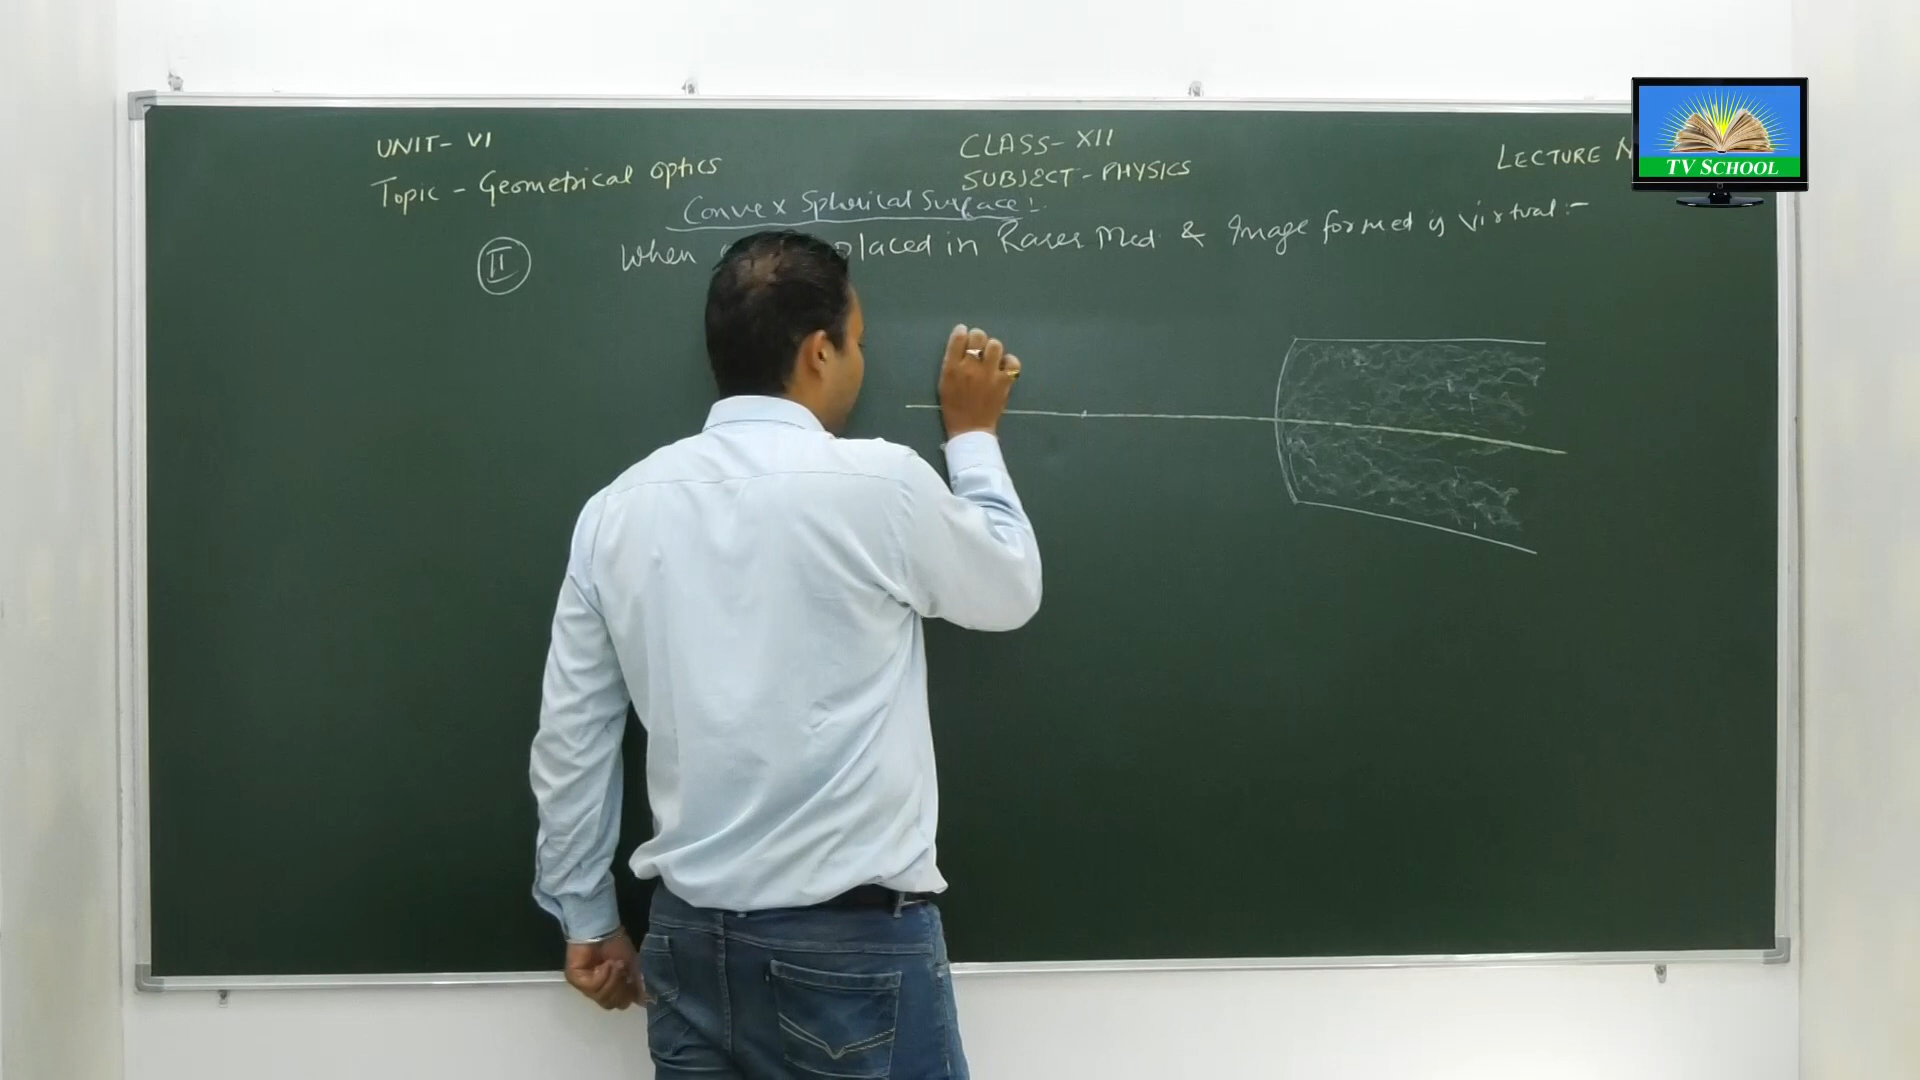 UNIT- VI
Topic - Geometrical optics
CLASS- XII
SUBJECT - PHYSICS
LECTURE
TV SCHOOL
Convex Spherical Surface:-
II
When placed in Rarer Med. & Image formed is virtual:-